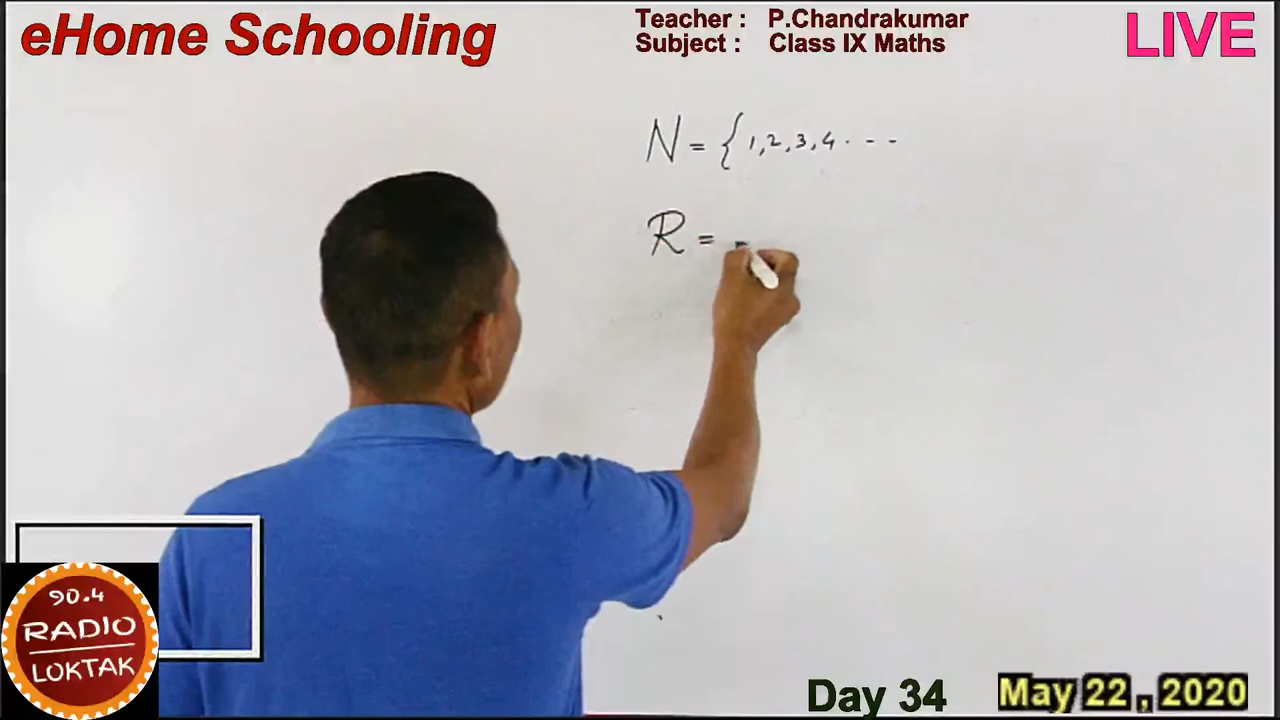 eHome Schooling
Teacher : P.Chandrakumar
Subject : Class IX Maths
LIVE
N = { 1, 2, 3, 4 . - -
R =
90.4
RADIO
LOKTAK
Day 34
May 22 , 2020